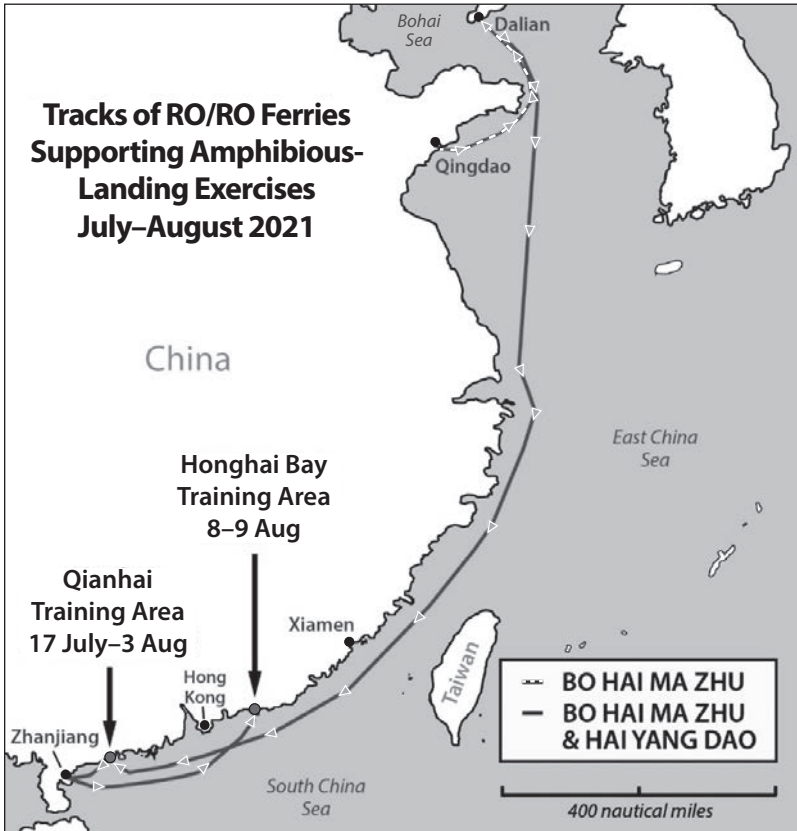 Bohai
Sea
Dalian
Tracks of RO/RO Ferries
Supporting Amphibious-
Landing Exercises
July–August 2021
Qingdao
China
East China
Sea
Honghai Bay
Training Area
8–9 Aug
Qianhai
Training Area
17 July–3 Aug
Xiamen
Hong
Kong
Taiwan
Zhanjiang
South China
Sea
BO HAI MA ZHU
BO HAI MA ZHU
& HAI YANG DAO
400 nautical miles